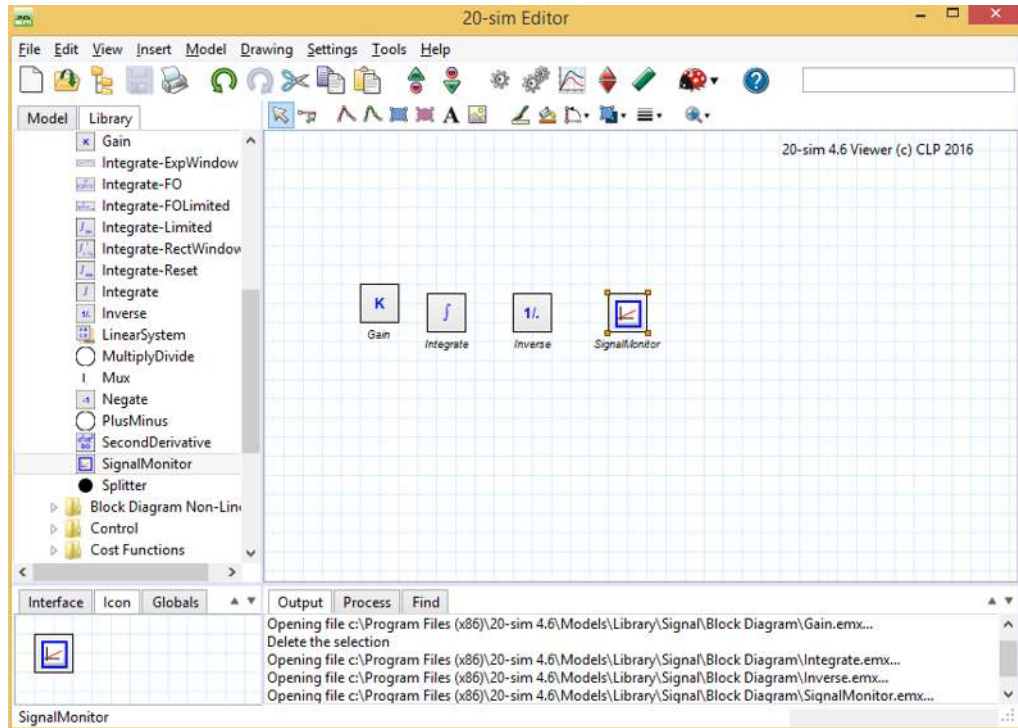 20-sim Editor
File Edit View Insert Model Drawing Settings Tools Help
Model Library
20-sim 4.6 Viewer (c) CLP 2016
K Gain
Integrate-ExpWindow
Integrate-FO
Integrate-FOLimited
Integrate-Limited
Integrate-RectWindow
Integrate-Reset
∫ Integrate
1/. Inverse
LinearSystem
MultiplyDivide
Mux
-1 Negate
PlusMinus
SecondDerivative
SignalMonitor
Splitter
Block Diagram Non-Line
Control
Cost Functions
K
Gain
∫
Integrate
1/.
Inverse
SignalMonitor
Interface Icon Globals
Output Process Find
Opening file c:\Program Files (x86)\20-sim 4.6\Models\Library\Signal\Block Diagram\Gain.emx...
Delete the selection
Opening file c:\Program Files (x86)\20-sim 4.6\Models\Library\Signal\Block Diagram\Integrate.emx...
Opening file c:\Program Files (x86)\20-sim 4.6\Models\Library\Signal\Block Diagram\Inverse.emx...
Opening file c:\Program Files (x86)\20-sim 4.6\Models\Library\Signal\Block Diagram\SignalMonitor.emx...
SignalMonitor